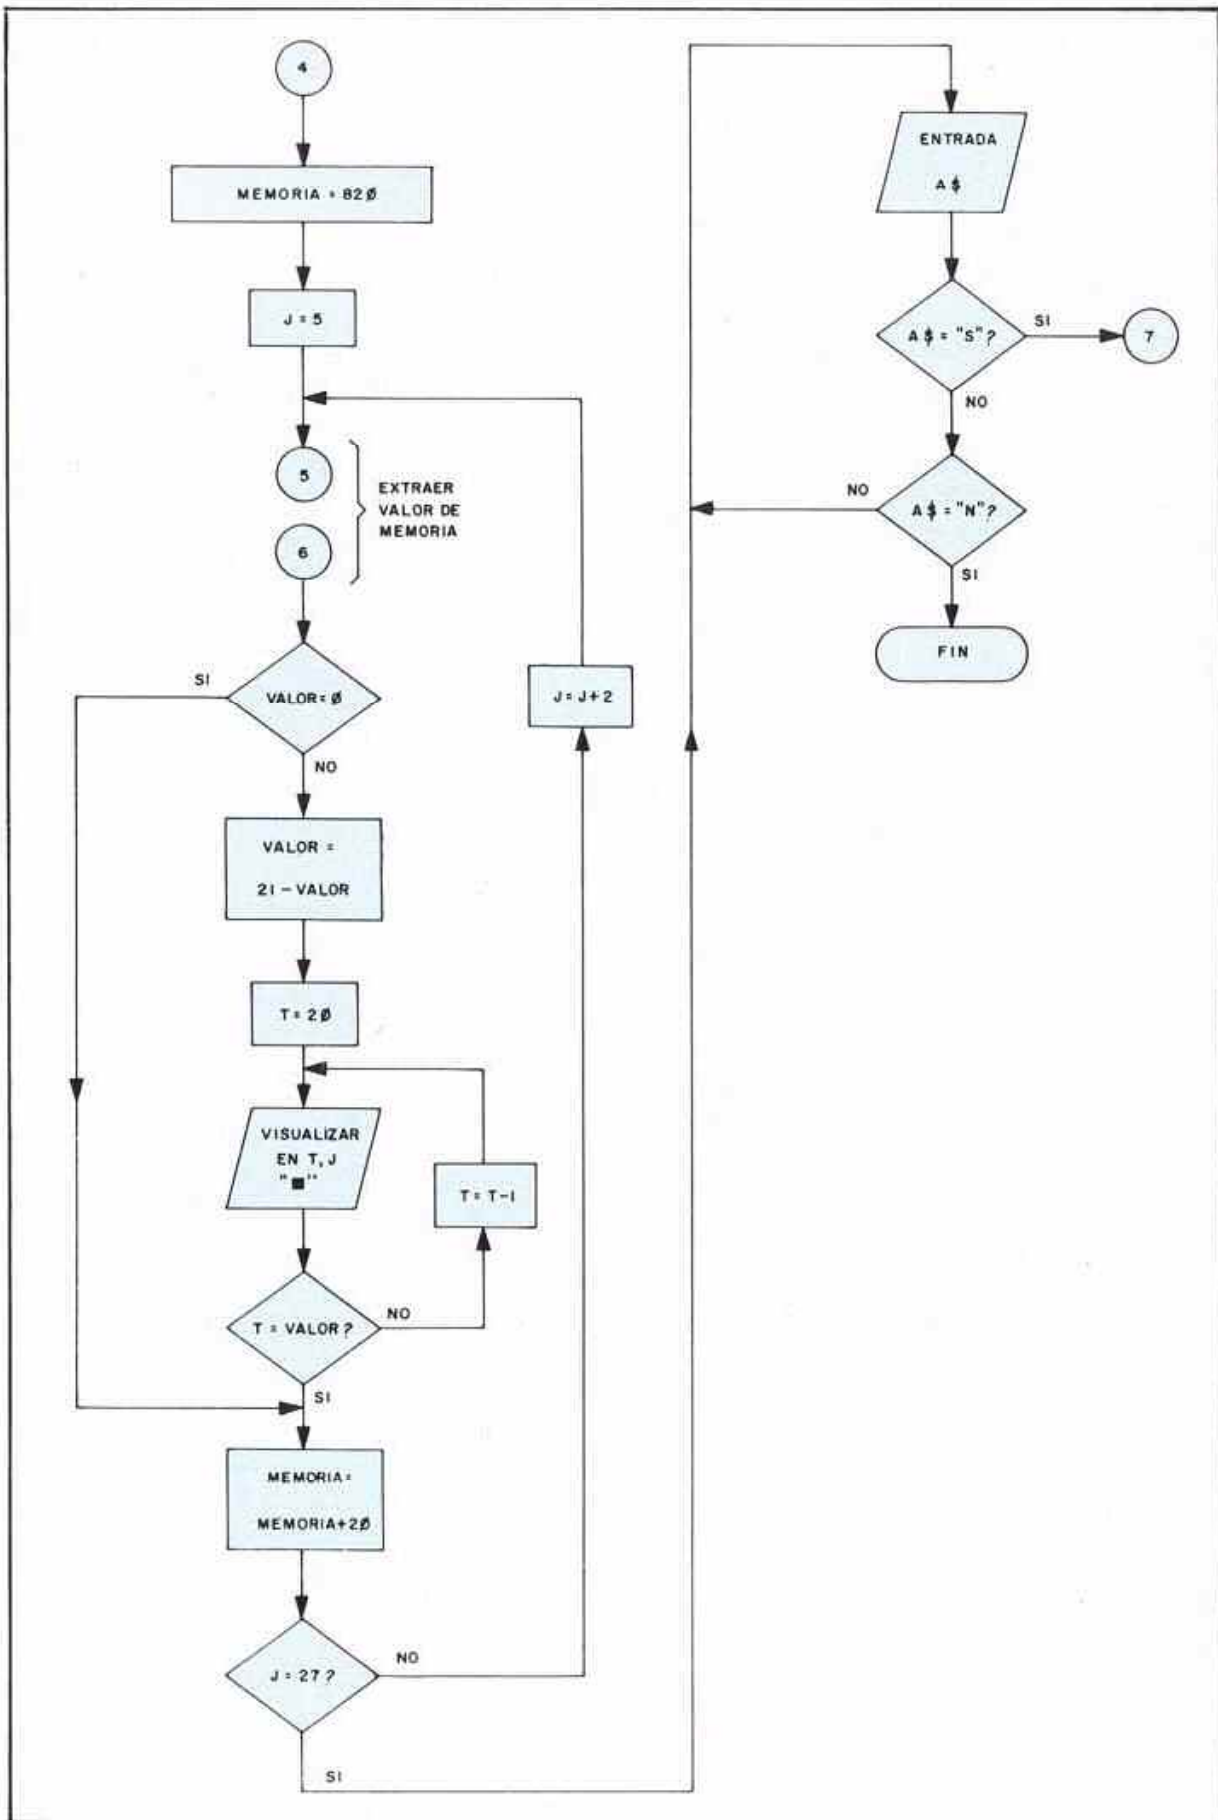 4
MEMORIA = 82Ø
J = 5
5
EXTRAER
VALOR DE
MEMORIA
6
VALOR = Ø
SI
NO
VALOR =
21 - VALOR
T = 2Ø
VISUALIZAR
EN T, J
"■"
T = T-1
T = VALOR ?
NO
SI
MEMORIA =
MEMORIA+2Ø
J = 27 ?
NO
SI
J = J+2
ENTRADA
A$
A$ = "S" ?
SI
7
NO
A$ = "N" ?
NO
SI
FIN